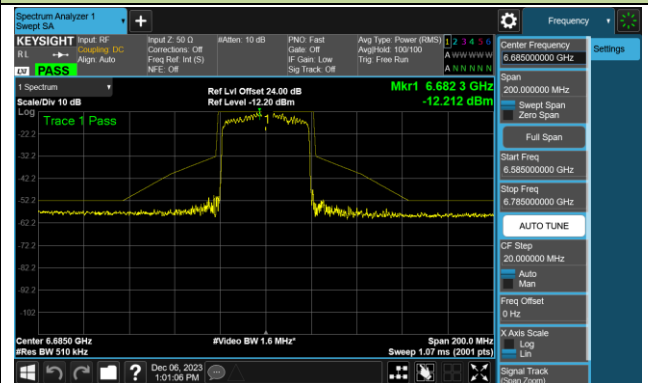 Spectrum Analyzer 1
Swept SA
Frequency
KEYSIGHT Input: RF Input Z: 50 Ω #Atten: 10 dB PNO: Fast Avg Type: Power (RMS) 1 2 3 4 5 6
RL Coupling: DC Corrections: Off Gate: Off Avg|Hold: 100/100 A W W W W W
Align: Auto Freq Ref: Int (S) IF Gain: Low Trig: Free Run
LXI PASS NFE: Off Sig Track: Off A N N N N N
1 Spectrum
Ref Lvl Offset 24.00 dB Mkr1 6.682 3 GHz
Scale/Div 10 dB Ref Level -12.20 dBm -12.212 dBm
Log
Trace 1 Pass
1
-22.2
-32.2
-42.2
-52.2
-62.2
-72.2
-82.2
-92.2
-102
Center 6.6850 GHz #Video BW 1.6 MHz* Span 200.0 MHz
#Res BW 510 kHz Sweep 1.07 ms (2001 pts)
Dec 06, 2023
1:01:06 PM
Center Frequency
6.685000000 GHz
Settings
Span
200.000000 MHz
Swept Span
Zero Span
Full Span
Start Freq
6.585000000 GHz
Stop Freq
6.785000000 GHz
AUTO TUNE
CF Step
20.000000 MHz
Auto
Man
Freq Offset
0 Hz
X Axis Scale
Log
Lin
Signal Track
(Span Zoom)